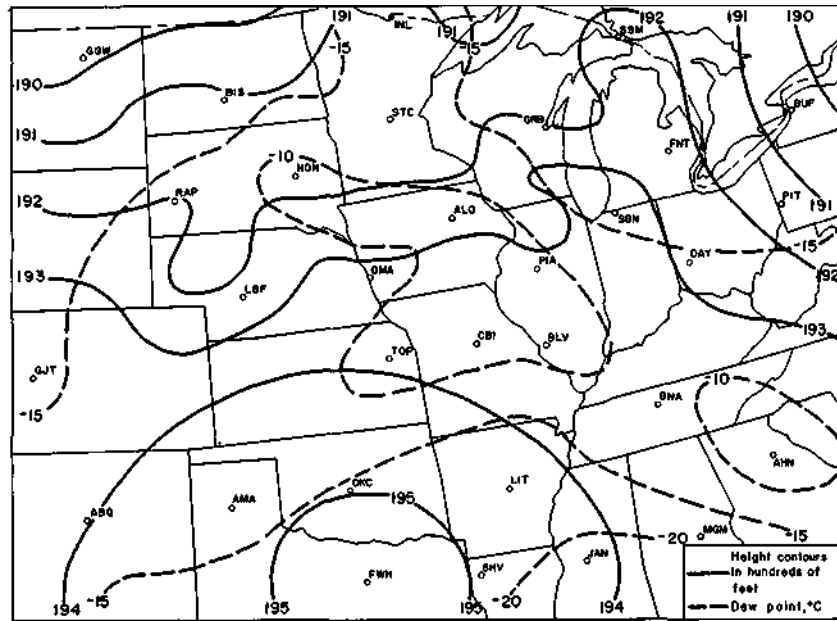 191
192
191
190
-15
INL
191
-15
SSM
GGW
190
BIS
BUF
STC
GRB
191
FNT
-10
HON
192
RAP
PIT
191
ALO
SBN
-15
193
OMA
PIA
DAY
192
LBF
193
TOP
CBI
BLV
GJT
-15
-10
BNA
AHN
LIT
OKC
195
AMA
ABQ
-20
MGM
-15
JAN
FWH
SHV
194
-15
195
195
-20
194
Height contours
in hundreds of
feet
Dew point, °C